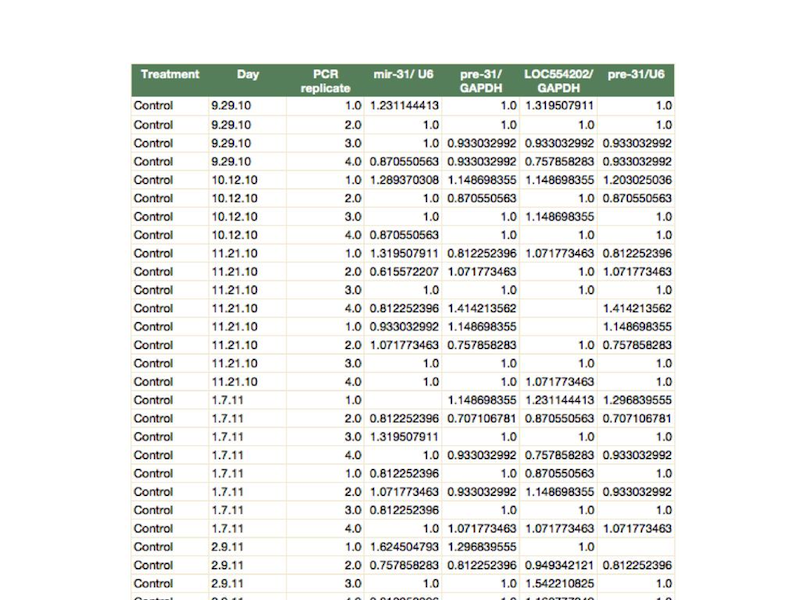 Treatment Day PCR replicate mir-31/ U6 pre-31/ GAPDH LOC554202/ GAPDH pre-31/U6
Control 9.29.10 1.0 1.231144413 1.0 1.319507911 1.0
Control 9.29.10 2.0 1.0 1.0 1.0 1.0
Control 9.29.10 3.0 1.0 0.933032992 0.933032992 0.933032992
Control 9.29.10 4.0 0.870550563 0.933032992 0.757858283 0.933032992
Control 10.12.10 1.0 1.289370308 1.148698355 1.148698355 1.203025036
Control 10.12.10 2.0 1.0 0.870550563 1.0 0.870550563
Control 10.12.10 3.0 1.0 1.0 1.148698355 1.0
Control 10.12.10 4.0 0.870550563 1.0 1.0 1.0
Control 11.21.10 1.0 1.319507911 0.812252396 1.071773463 0.812252396
Control 11.21.10 2.0 0.615572207 1.071773463 1.0 1.071773463
Control 11.21.10 3.0 1.0 1.0 1.0 1.0
Control 11.21.10 4.0 0.812252396 1.414213562 1.414213562
Control 11.21.10 1.0 0.933032992 1.148698355 1.148698355
Control 11.21.10 2.0 1.071773463 0.757858283 1.0 0.757858283
Control 11.21.10 3.0 1.0 1.0 1.0 1.0
Control 11.21.10 4.0 1.0 1.0 1.071773463 1.0
Control 1.7.11 1.0 1.148698355 1.231144413 1.296839555
Control 1.7.11 2.0 0.812252396 0.707106781 0.870550563 0.707106781
Control 1.7.11 3.0 1.319507911 1.0 1.0 1.0
Control 1.7.11 4.0 1.0 0.933032992 0.757858283 0.933032992
Control 1.7.11 1.0 0.812252396 1.0 0.870550563 1.0
Control 1.7.11 2.0 1.071773463 0.933032992 1.148698355 0.933032992
Control 1.7.11 3.0 0.812252396 1.0 1.0 1.0
Control 1.7.11 4.0 1.0 1.071773463 1.071773463 1.071773463
Control 2.9.11 1.0 1.624504793 1.296839555 1.0
Control 2.9.11 2.0 0.757858283 0.812252396 0.949342121 0.812252396
Control 2.9.11 3.0 1.0 1.0 1.542210825 1.0